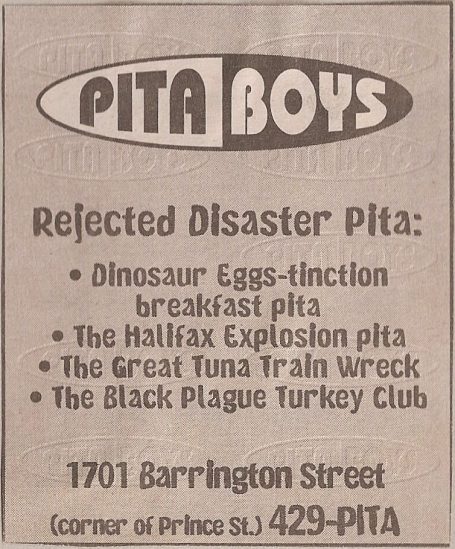 PITA BOYS
Rejected Disaster Pita:
• Dinosaur Eggs-tinction
breakfast pita
• The Halifax Explosion pita
• The Great Tuna Train Wreck
• The Black Plague Turkey Club
1701 Barrington Street
(corner of Prince St.) 429-PITA